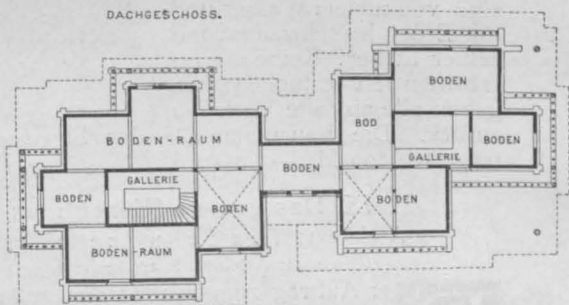 DACHGESCHOSS.
BODEN
BODEN-RAUM
BOD
BODEN
GALLERIE
BODEN
GALLERIE
BODEN
BODEN
BODEN
BODEN
BODEN-RAUM